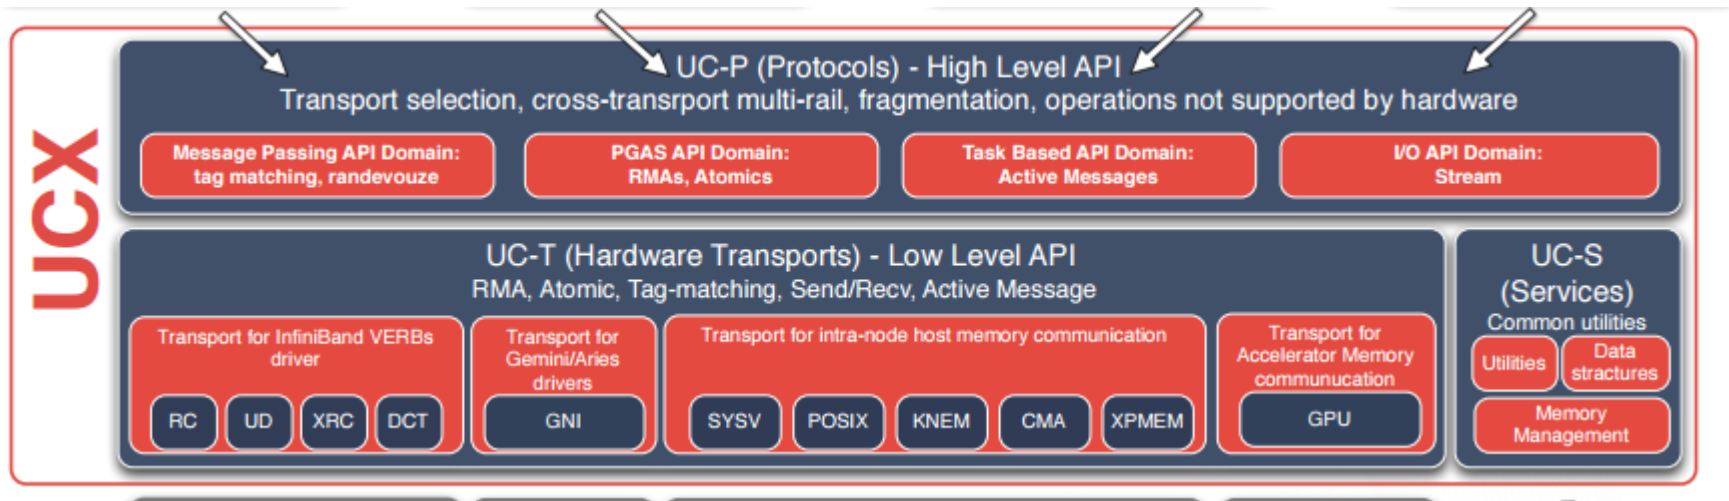 UCX
UC-P (Protocols) - High Level API
Transport selection, cross-transrport multi-rail, fragmentation, operations not supported by hardware
Message Passing API Domain:
tag matching, randevouze
PGAS API Domain:
RMAs, Atomics
Task Based API Domain:
Active Messages
I/O API Domain:
Stream
UC-T (Hardware Transports) - Low Level API
RMA, Atomic, Tag-matching, Send/Recv, Active Message
Transport for InfiniBand VERBs
driver
RC
UD
XRC
DCT
Transport for
Gemini/Aries
drivers
GNI
Transport for intra-node host memory communication
SYSV
POSIX
KNEM
CMA
XPMEM
Transport for
Accelerator Memory
communucation
GPU
UC-S
(Services)
Common utilities
Utilities
Data
stractures
Memory
Management